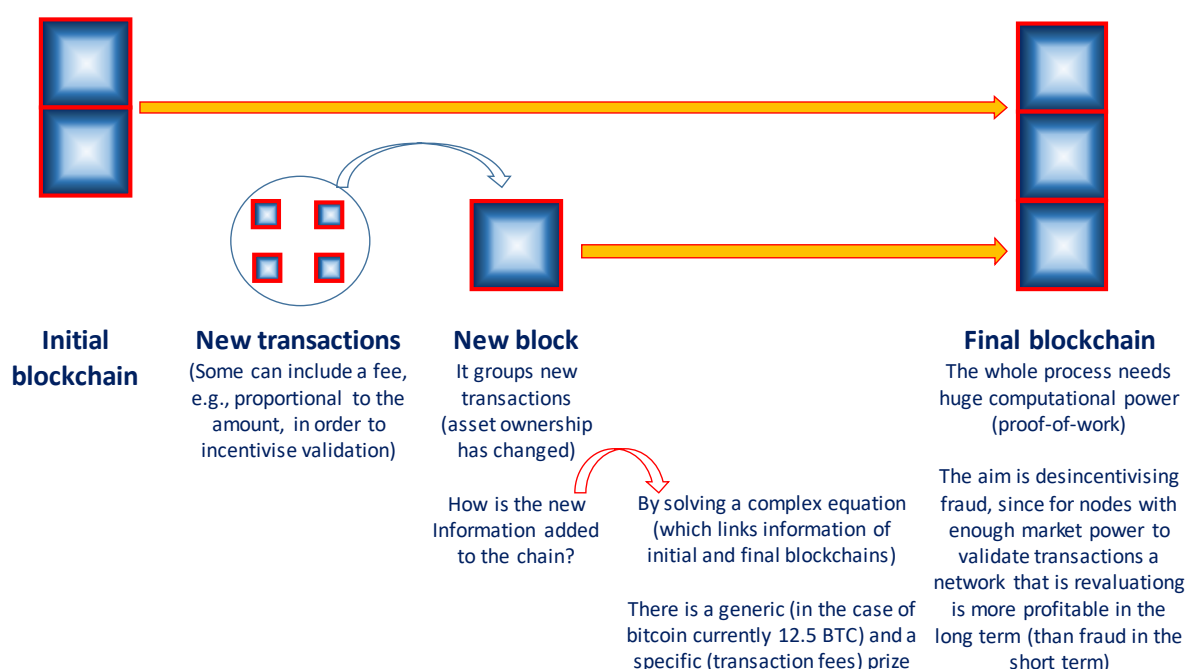 Initial
blockchain
New transactions
(Some can include a fee,
e.g., proportional to the
amount, in order to
incentivise validation)
New block
It groups new
transactions
(asset ownership
has changed)
How is the new
Information added
to the chain?
By solving a complex equation
(which links information of
initial and final blockchains)
There is a generic (in the case of
bitcoin currently 12.5 BTC) and a
specific (transaction fees) prize
Final blockchain
The whole process needs
huge computational power
(proof-of-work)
The aim is desincentivising
fraud, since for nodes with
enough market power to
validate transactions a
network that is revaluationg
is more profitable in the
long term (than fraud in the
short term)